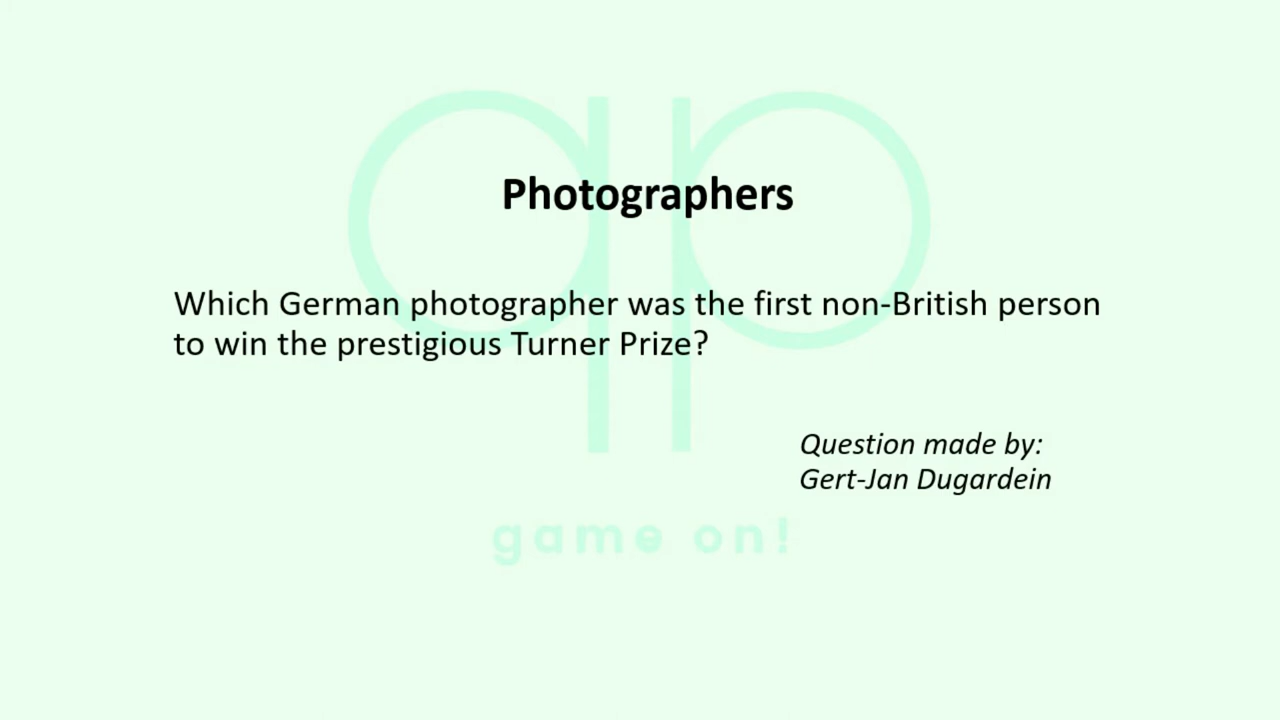 Photographers
Which German photographer was the first non-British person
to win the prestigious Turner Prize?
Question made by:
Gert-Jan Dugardein
game on!